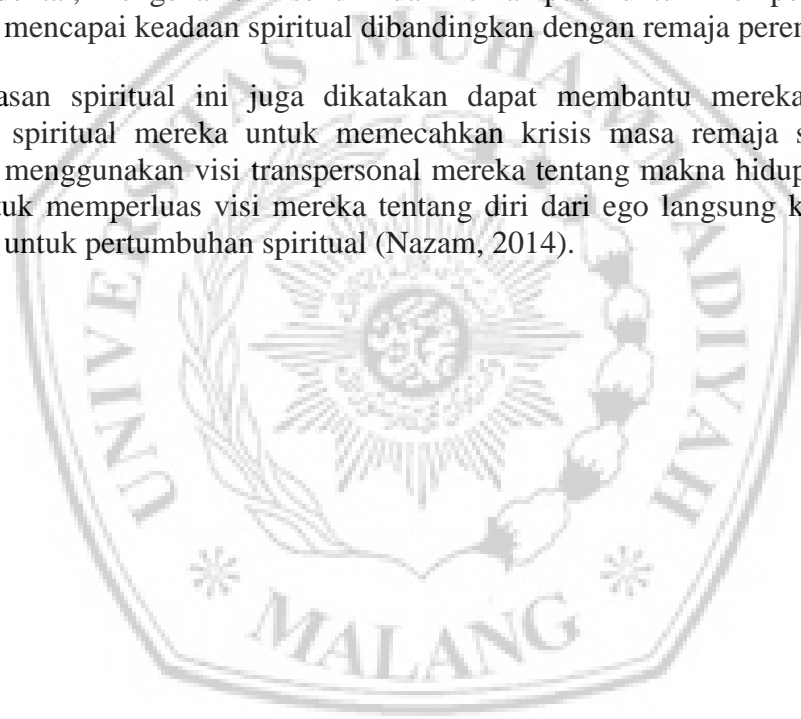 mencapai keadaan spiritual dibandingkan dengan remaja
spiritual ini juga dikatakan dapat membantu mereka
spiritual mereka untuk memecahkan krisis masa remaja
menggunakan visi transpersonal mereka tentang makna hidup
memperluas visi mereka tentang diri dari ego langsung
untuk pertumbuhan spiritual (Nazam, 2014).
UNIVERSITAS MUHAMMADIYAH
MALANG